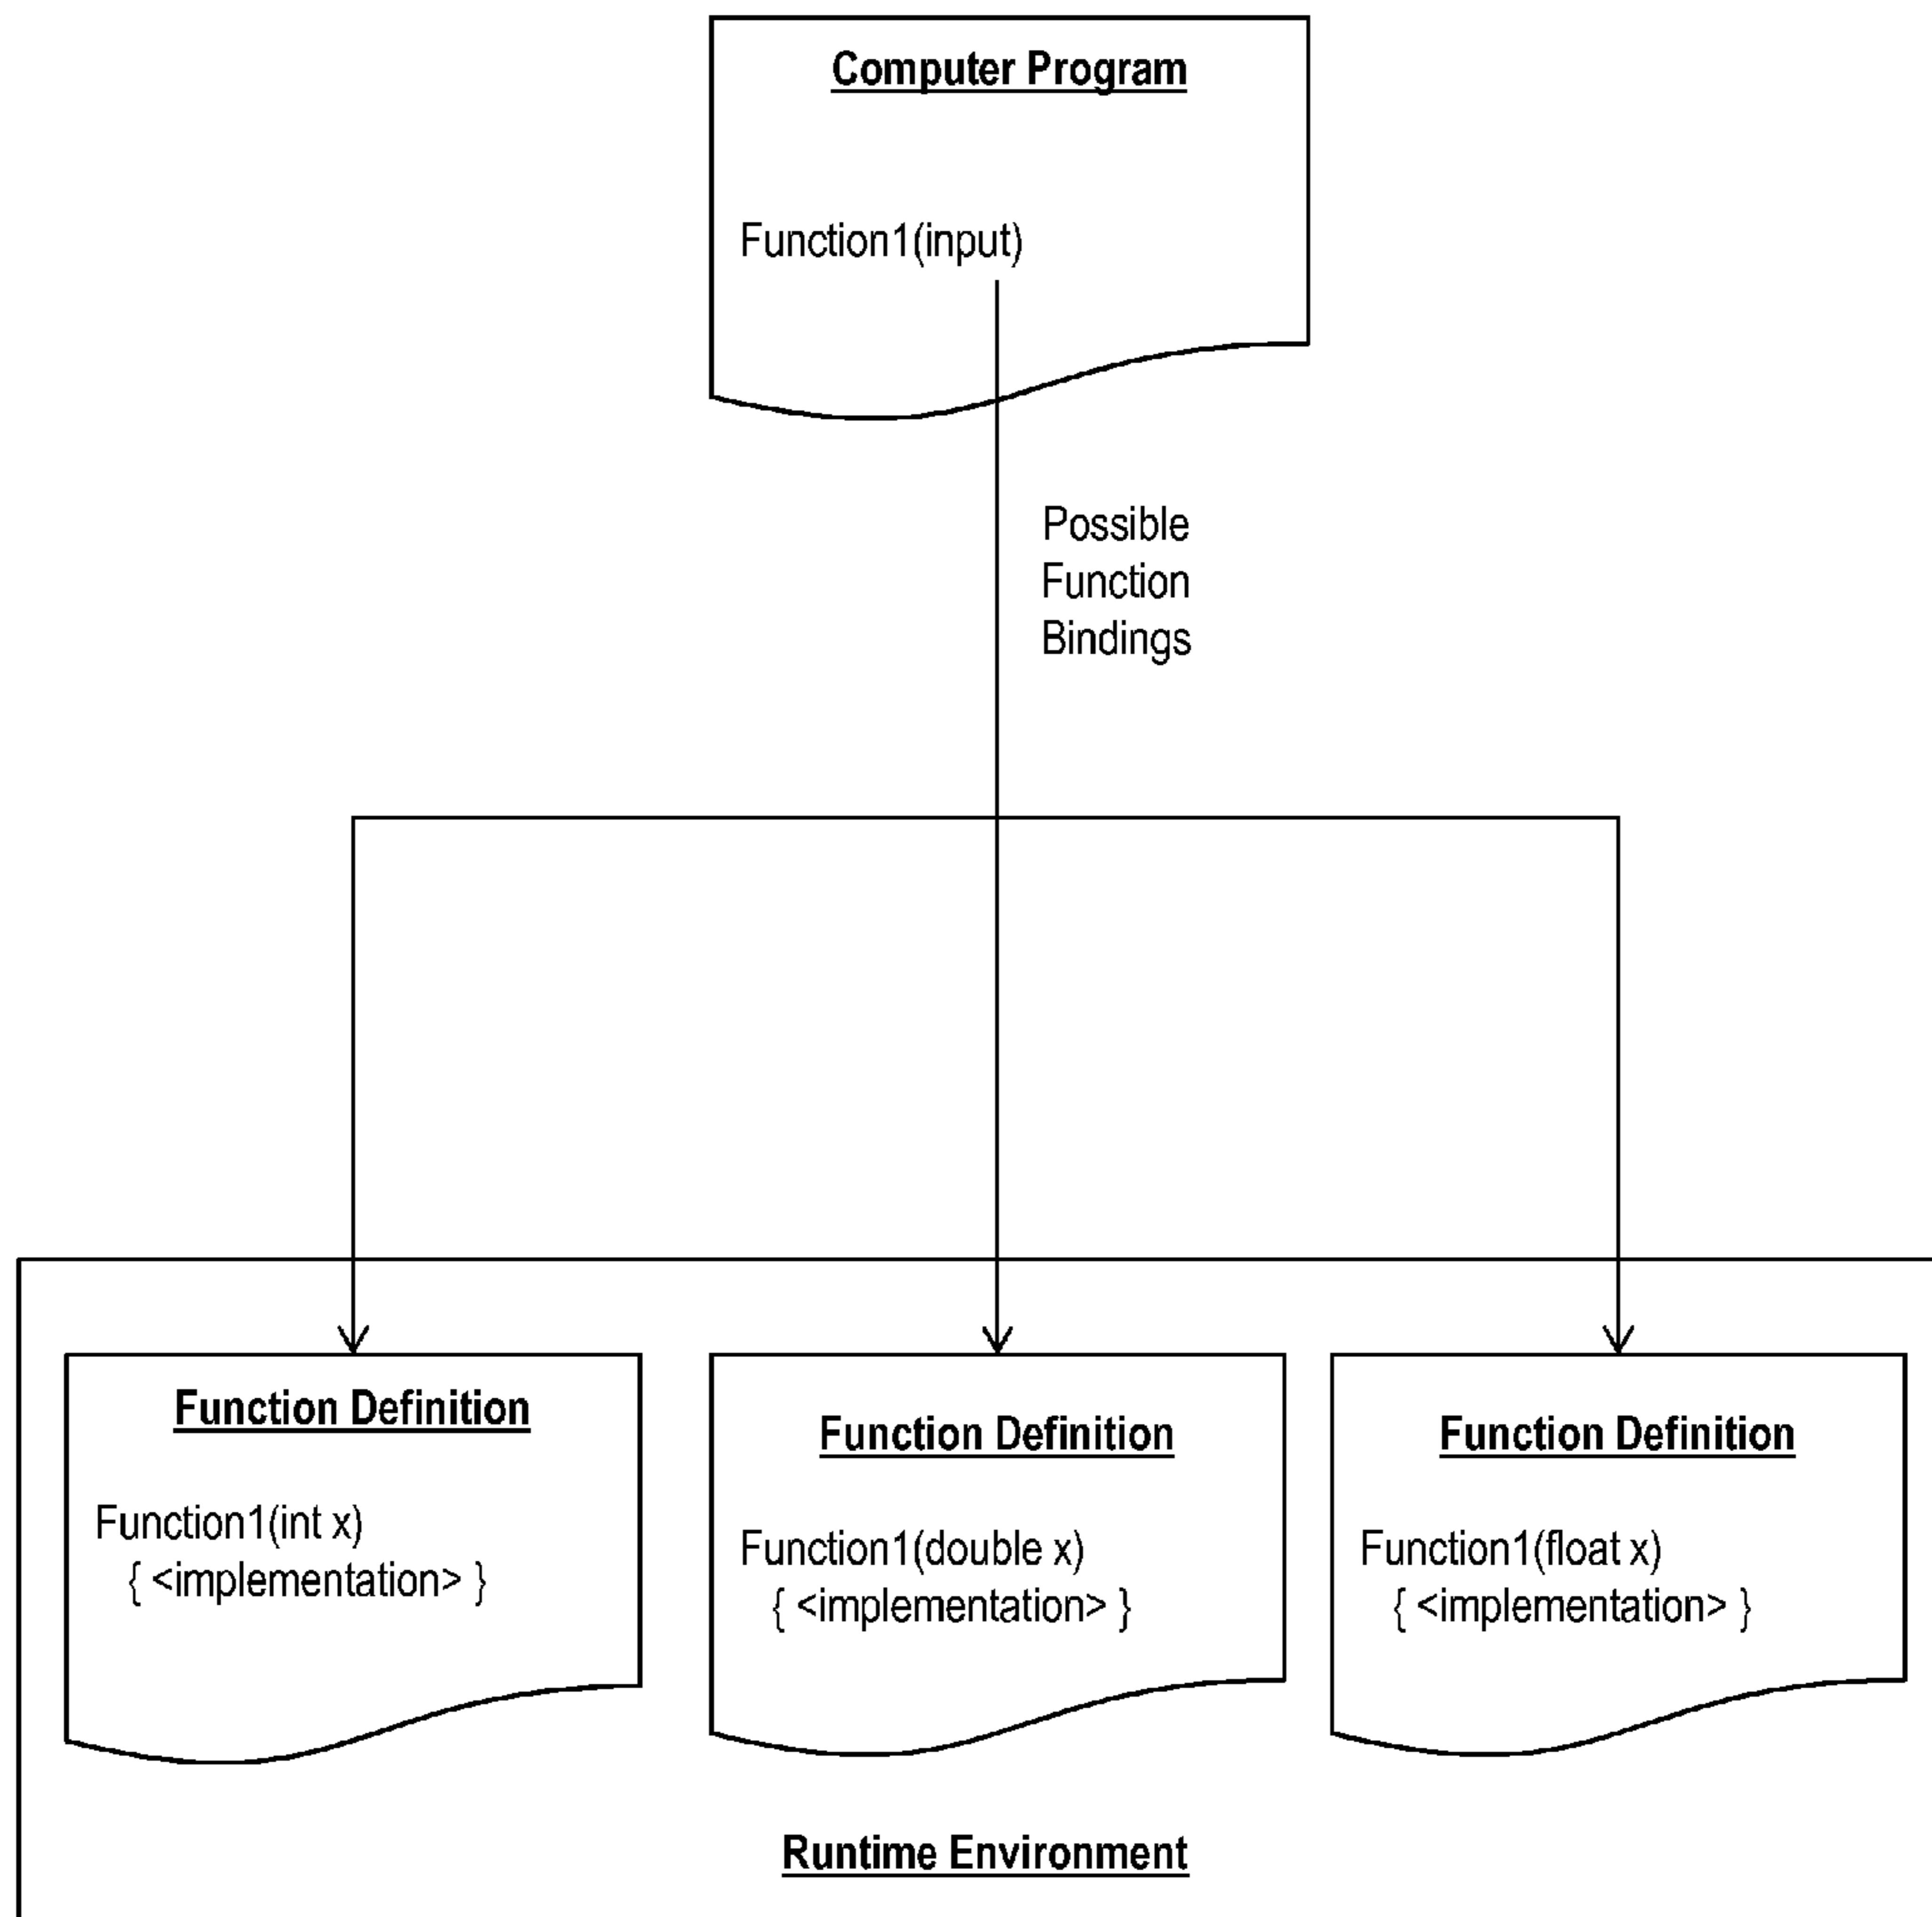 Computer Program
Function1(input)
Possible
Function
Bindings
Function Definition
Function1(int x)
{ <implementation> }
Function Definition
Function1(double x)
{ <implementation> }
Function Definition
Function1(float x)
{ <implementation> }
Runtime Environment